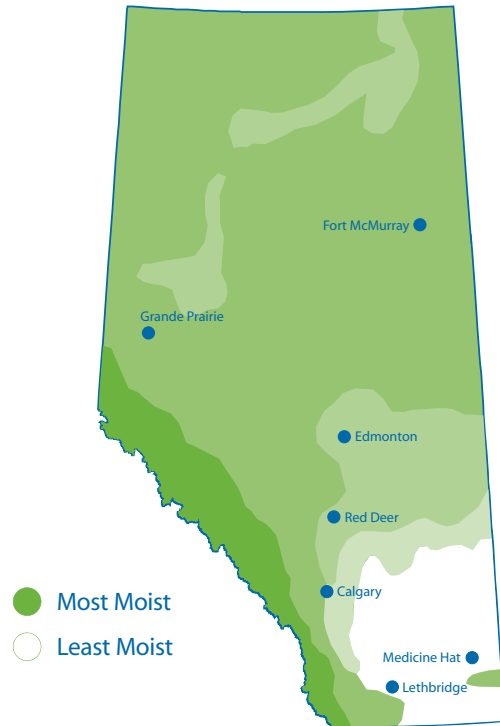 Fort McMurray
Grande Prairie
Edmonton
Red Deer
Calgary
Most Moist
Least Moist
Medicine Hat
Lethbridge